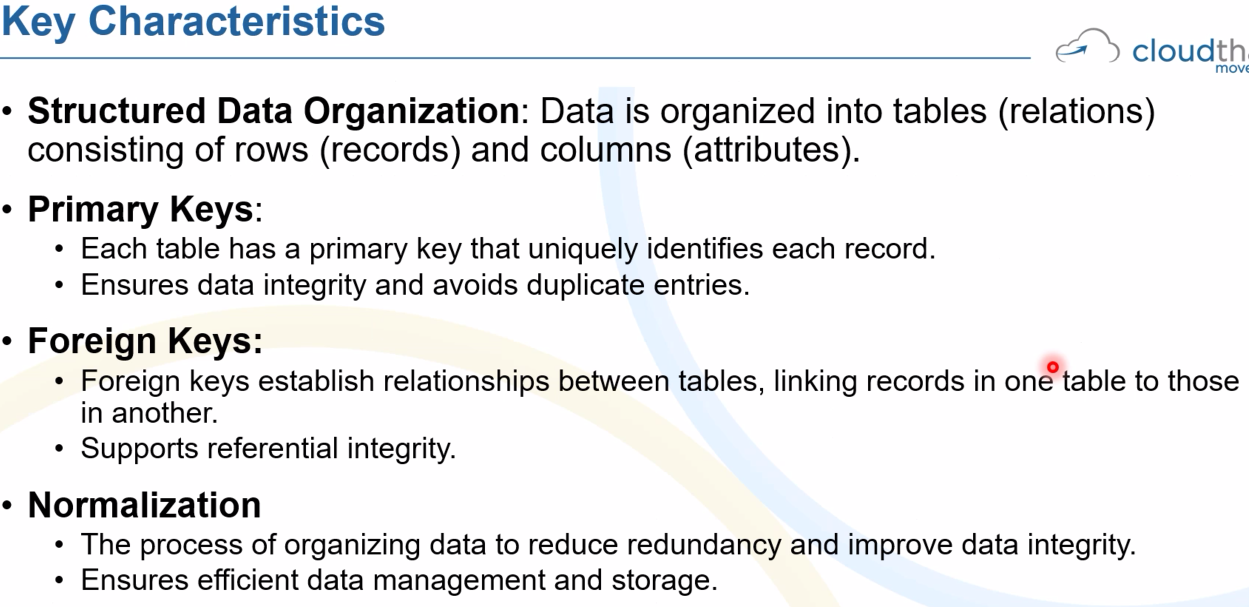 Key Characteristics
cloudth
move
• Structured Data Organization: Data is organized into tables (relations)
consisting of rows (records) and columns (attributes).
• Primary Keys:
• Each table has a primary key that uniquely identifies each record.
• Ensures data integrity and avoids duplicate entries.
• Foreign Keys:
• Foreign keys establish relationships between tables, linking records in one table to those
in another.
• Supports referential integrity.
• Normalization
• The process of organizing data to reduce redundancy and improve data integrity.
• Ensures efficient data management and storage.